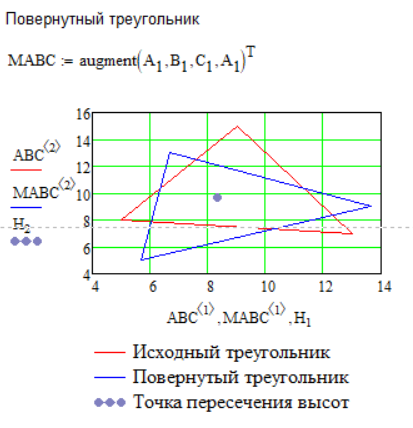 Повернутный треугольник
MABC := augment(A₁,B₁,C₁,A₁)ᵀ
16
14
12
10
8
6
4
ABC⟨2⟩
MABC⟨2⟩
H₂
4 6 8 10 12 14
ABC⟨1⟩, MABC⟨1⟩, H₁
Исходный треугольник
Повернутый треугольник
Точка пересечения высот